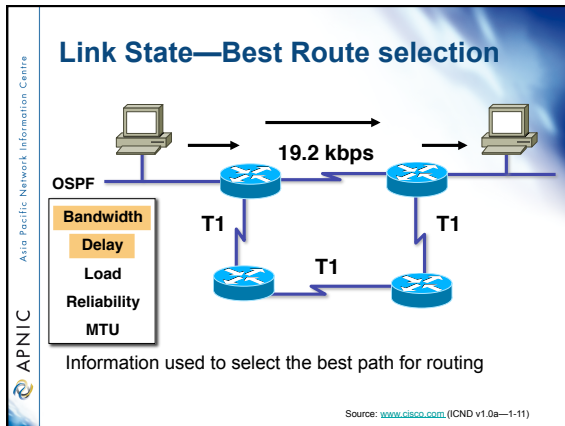 Link State—Best Route selection
Asia Pacific Network Information Centre
APNIC
19.2 kbps
OSPF
Bandwidth
Delay
Load
Reliability
MTU
T1
T1
T1
Information used to select the best path for routing
Source: www.cisco.com (ICND v1.0a—1-11)